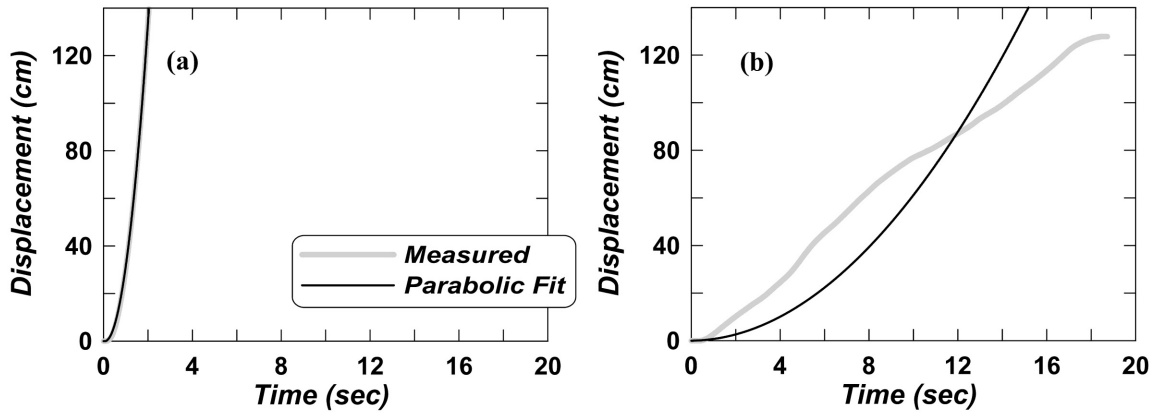 (a)
Displacement (cm)
120
80
40
0
0 4 8 12 16 20
Time (sec)
Measured
Parabolic Fit
(b)
Displacement (cm)
120
80
40
0
0 4 8 12 16 20
Time (sec)